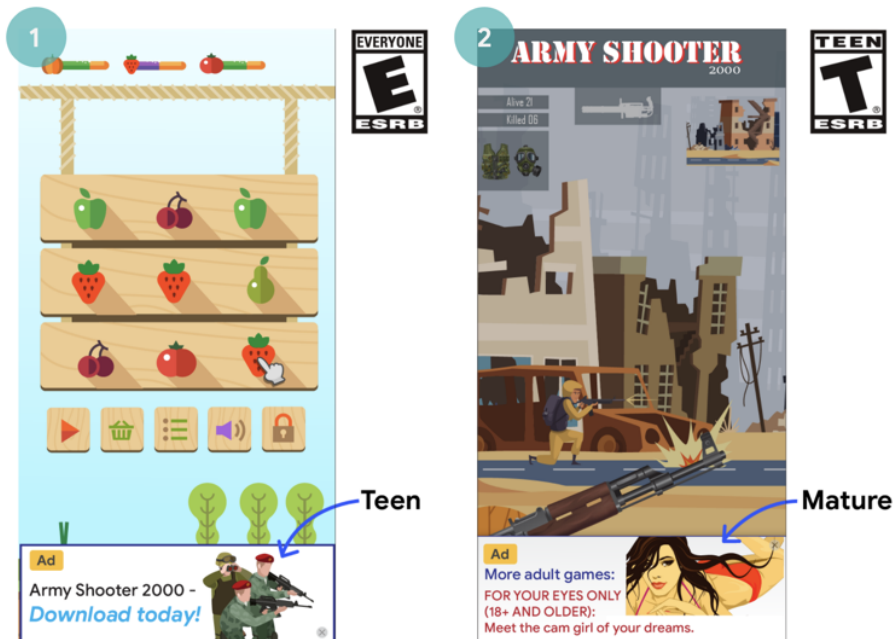 1
EVERYONE
E
®
ESRB
Teen
Ad
Army Shooter 2000 -
Download today!
2
ARMY SHOOTER
2000
TEEN
T
®
ESRB
Alive 21
Killed 06
Mature
Ad
More adult games:
FOR YOUR EYES ONLY
(18+ AND OLDER):
Meet the cam girl of your dreams.